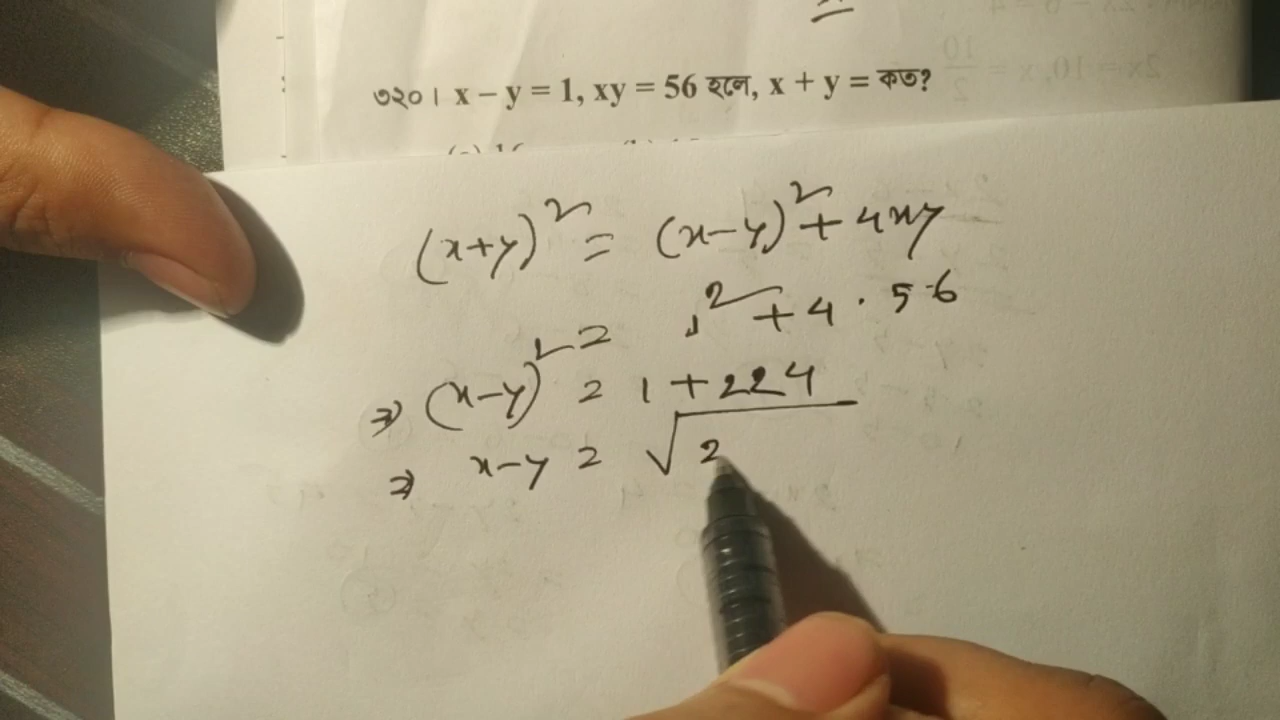 ৩২০। x − y = 1, xy = 56 হলে, x + y = কত?
(x+y)² = (x−y)² + 4xy
= 1² + 4 · 56
⇒ (x−y)² = 1 + 224
⇒ x−y = √2